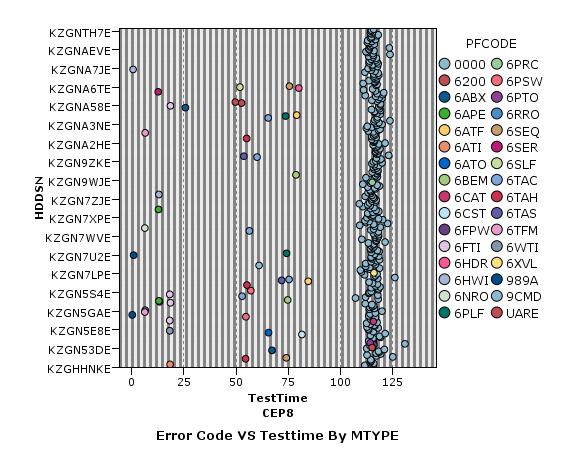 KZGNTH7E
KZGNAEVE
KZGNA7JE
KZGNA6TE
KZGNA58E
KZGNA3NE
KZGNA2HE
KZGN9ZKE
KZGN9WJE
KZGN7ZJE
KZGN7XPE
KZGN7WVE
KZGN7U2E
KZGN7LPE
KZGN5S4E
KZGN5GAE
KZGN5E8E
KZGN53DE
KZGHHNKE
HDDSN
0 25 50 75 100 125
TestTime
CEP8
Error Code VS Testtime By MTYPE
PFCODE
0000 6PRC
6200 6PSW
6ABX 6PTO
6APE 6RRO
6ATF 6SEQ
6ATI 6SER
6ATO 6SLF
6BEM 6TAC
6CAT 6TAH
6CST 6TAS
6FPW 6TFM
6FTI 6WTI
6HDR 6XVL
6HWI 989A
6NRO 9CMD
6PLF UARE